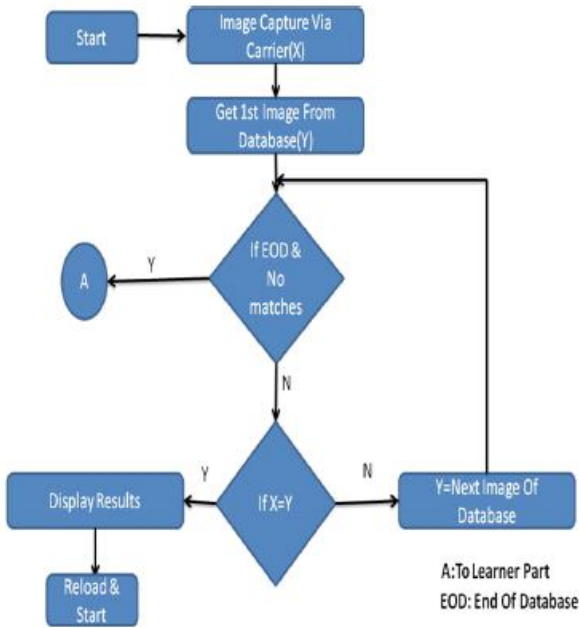 Start
Image Capture Via
Carrier(X)
Get 1st Image From
Database(Y)
If EOD &
No
matches
Y
A
N
If X=Y
Y
N
Display Results
Y=Next Image Of
Database
Reload &
Start
A:To Learner Part
EOD: End Of Database